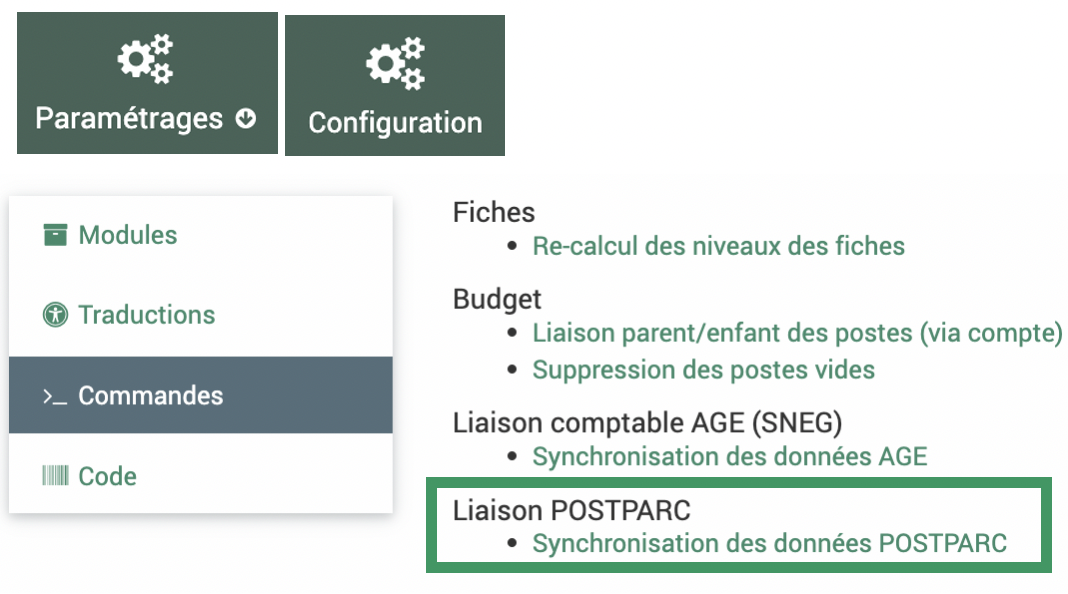 Paramétrages
Configuration
Modules
Traductions
Commandes
Code
Fiches
Re-calcul des niveaux des fiches
Budget
Liaison parent/enfant des postes (via compte)
Suppression des postes vides
Liaison comptable AGE (SNEG)
Synchronisation des données AGE
Liaison POSTPARC
Synchronisation des données POSTPARC